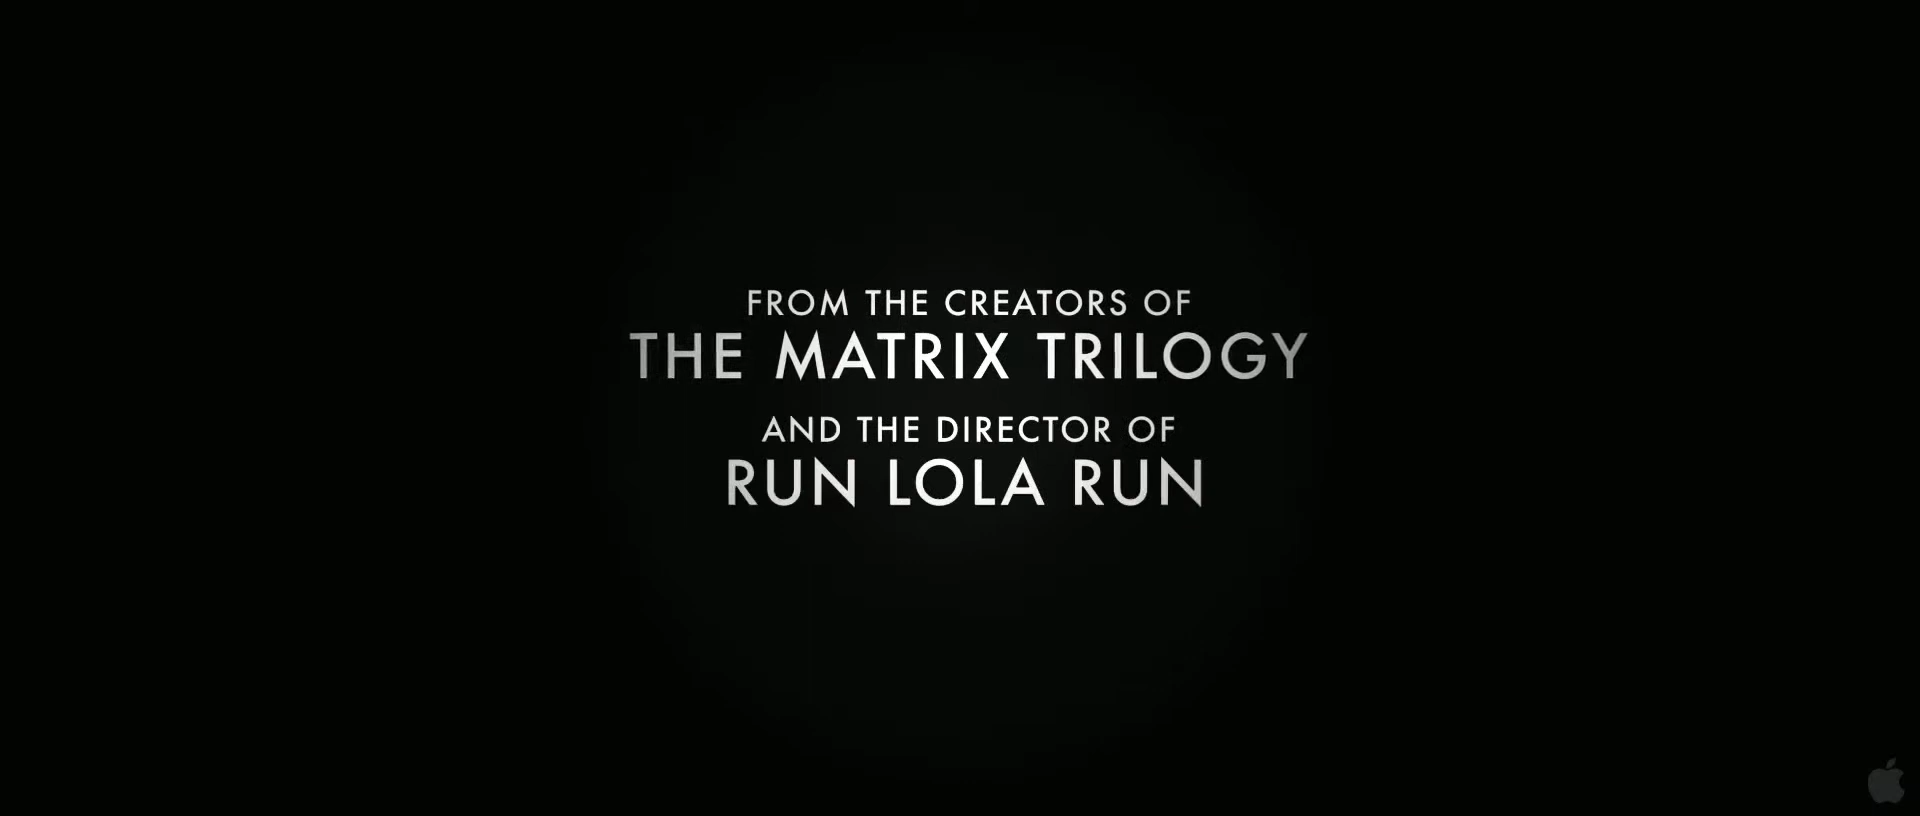 FROM THE CREATORS OF
THE MATRIX TRILOGY
AND THE DIRECTOR OF
RUN LOLA RUN